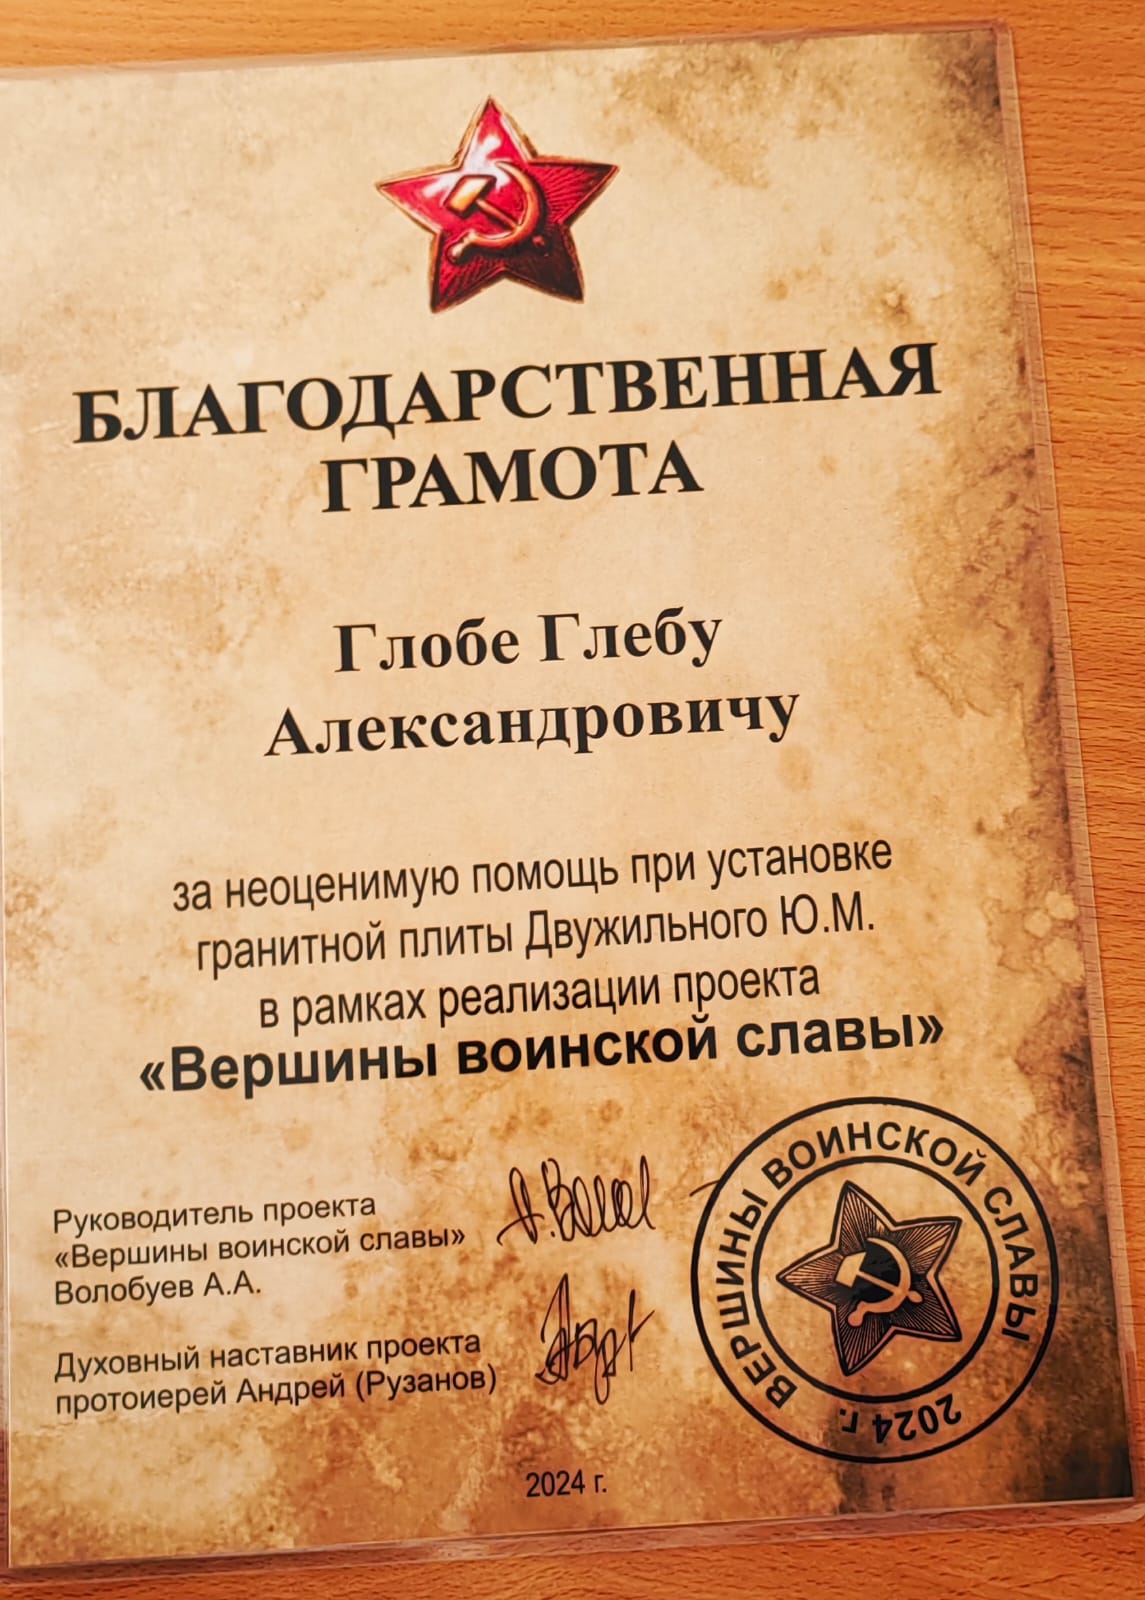 БЛАГОДАРСТВЕННАЯ
ГРАМОТА
Глобе Глебу
Александровичу
за неоценимую помощь при установке
гранитной плиты Двужильного Ю.М.
в рамках реализации проекта
«Вершины воинской славы»
Руководитель проекта
«Вершины воинской славы»
Волобуев А.А.
Духовный наставник проекта
протоиерей Андрей (Рузанов)
ВЕРШИНЫ ВОИНСКОЙ СЛАВЫ
2024 г.
2024 г.